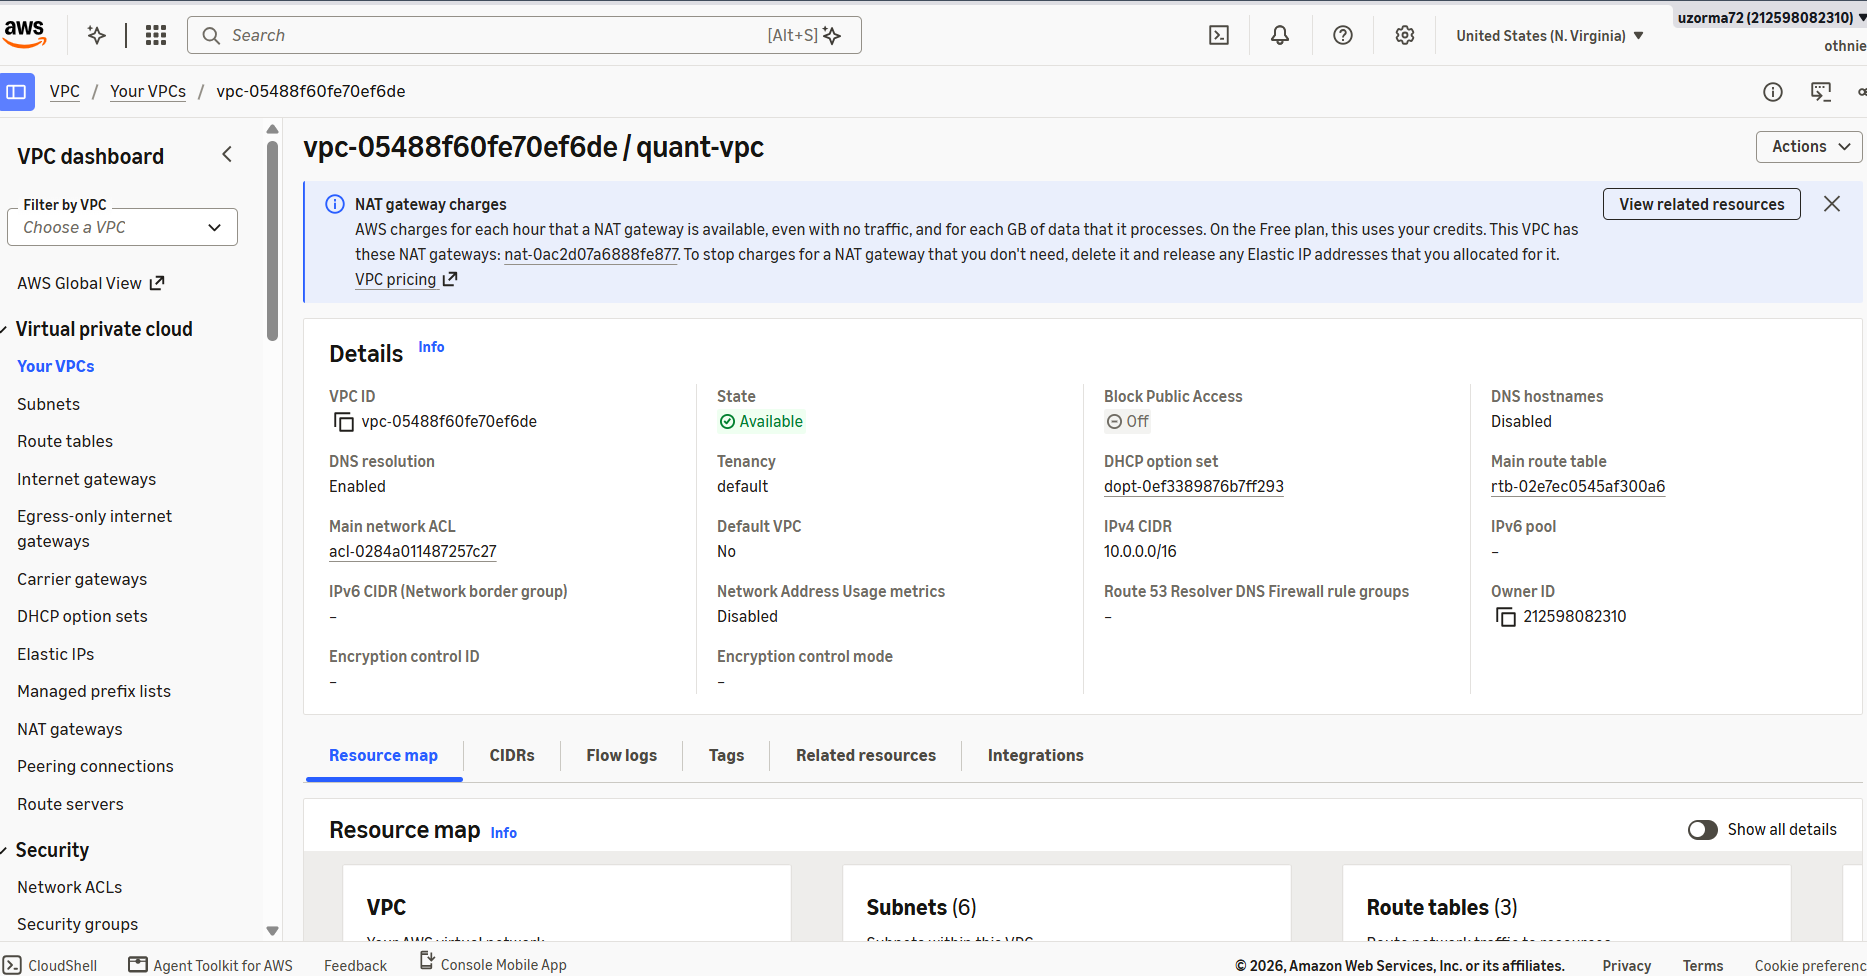 aws
Search
[Alt+S]
United States (N. Virginia)
uzorma72 (212598082310)
othnie
VPC / Your VPCs / vpc-05488f60fe70ef6de
VPC dashboard
Filter by VPC
Choose a VPC
AWS Global View
Virtual private cloud
Your VPCs
Subnets
Route tables
Internet gateways
Egress-only internet
gateways
Carrier gateways
DHCP option sets
Elastic IPs
Managed prefix lists
NAT gateways
Peering connections
Route servers
Security
Network ACLs
Security groups
vpc-05488f60fe70ef6de / quant-vpc
Actions
NAT gateway charges
AWS charges for each hour that a NAT gateway is available, even with no traffic, and for each GB of data that it processes. On the Free plan, this uses your credits. This VPC has
these NAT gateways: nat-0ac2d07a6888fe877. To stop charges for a NAT gateway that you don't need, delete it and release any Elastic IP addresses that you allocated for it.
VPC pricing
View related resources
Details Info
VPC ID
vpc-05488f60fe70ef6de
State
Available
Block Public Access
Off
DNS hostnames
Disabled
DNS resolution
Enabled
Tenancy
default
DHCP option set
dopt-0ef3389876b7ff293
Main route table
rtb-02e7ec0545af300a6
Main network ACL
acl-0284a011487257c27
Default VPC
No
IPv4 CIDR
10.0.0.0/16
IPv6 pool
–
IPv6 CIDR (Network border group)
–
Network Address Usage metrics
Disabled
Route 53 Resolver DNS Firewall rule groups
–
Owner ID
212598082310
Encryption control ID
–
Encryption control mode
–
Resource map
CIDRs
Flow logs
Tags
Related resources
Integrations
Resource map Info
Show all details
VPC
Your AWS virtual network
Subnets (6)
Subnets within this VPC
Route tables (3)
Route network traffic to resources
CloudShell
Agent Toolkit for AWS
Feedback
Console Mobile App
© 2026, Amazon Web Services, Inc. or its affiliates.
Privacy
Terms
Cookie preferenc